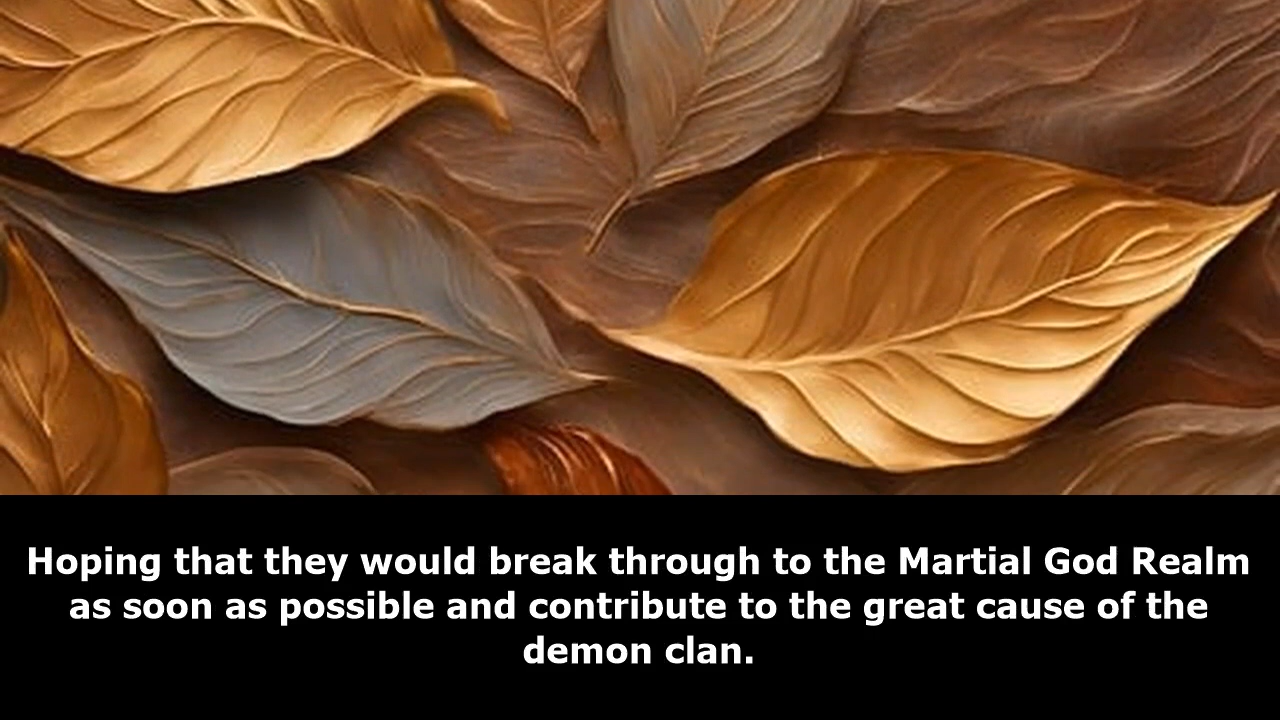 Hoping that they would break through to the Martial God Realm
as soon as possible and contribute to the great cause of the
demon clan.